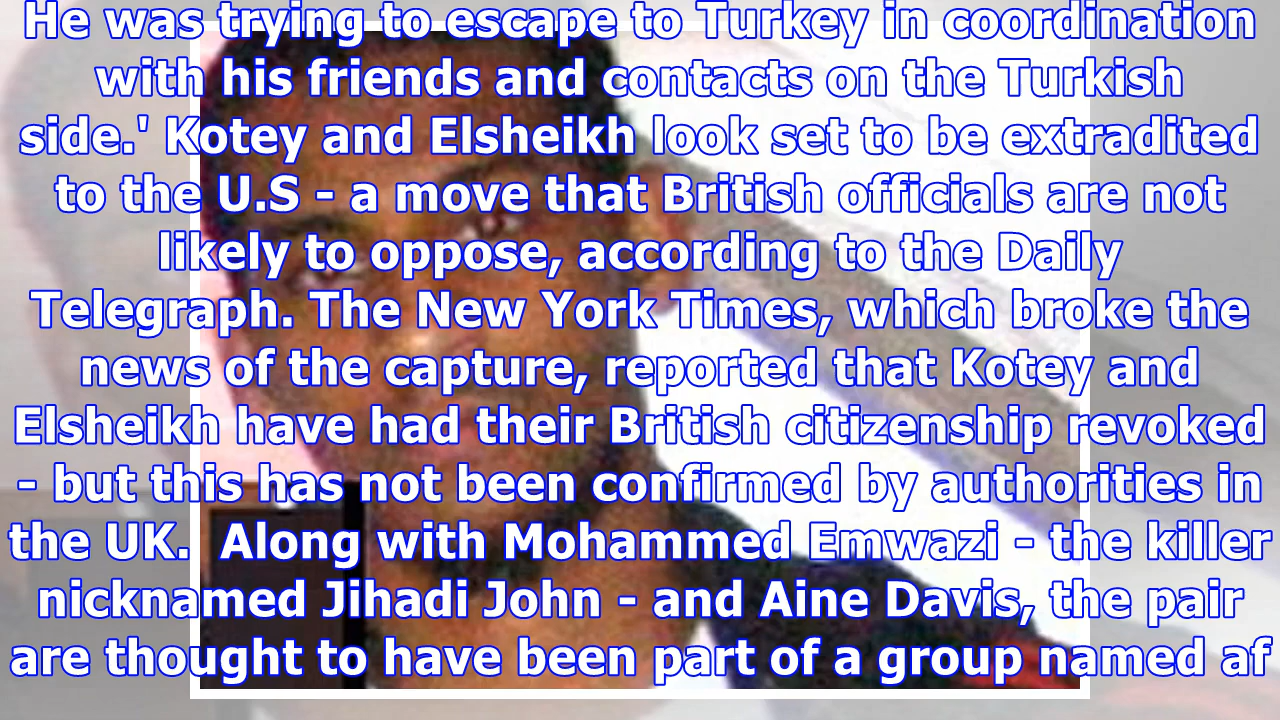 He was trying to escape to Turkey in coordination
with his friends and contacts on the Turkish
side.' Kotey and Elsheikh look set to be extradited
to the U.S - a move that British officials are not
likely to oppose, according to the Daily
Telegraph. The New York Times, which broke the
news of the capture, reported that Kotey and
Elsheikh have had their British citizenship revoked
- but this has not been confirmed by authorities in
the UK.  Along with Mohammed Emwazi - the killer
nicknamed Jihadi John - and Aine Davis, the pair
are thought to have been part of a group named af